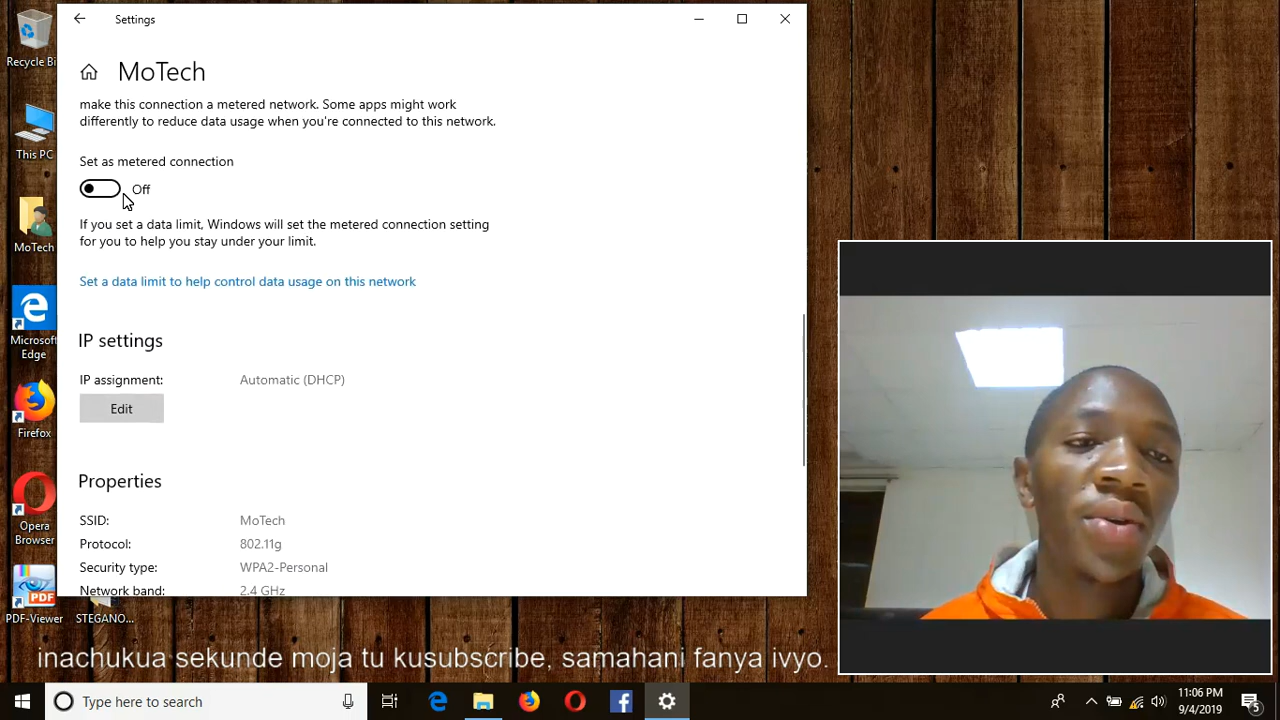 Settings
Recycle Bi
MoTech
make this connection a metered network. Some apps might work
differently to reduce data usage when you're connected to this network.
This PC
Set as metered connection
Off
If you set a data limit, Windows will set the metered connection setting
for you to help you stay under your limit.
MoTech
Set a data limit to help control data usage on this network
Microsoft
Edge
IP settings
IP assignment:
Automatic (DHCP)
Edit
Firefox
Properties
SSID:
MoTech
Opera
Browser
Protocol:
802.11g
Security type:
WPA2-Personal
Network band:
2.4 GHz
PDF
PDF-Viewer
STEGANO...
inachukua sekunde moja tu kusubscribe, samahani fanya ivyo.
Type here to search
11:06 PM
9/4/2019
5